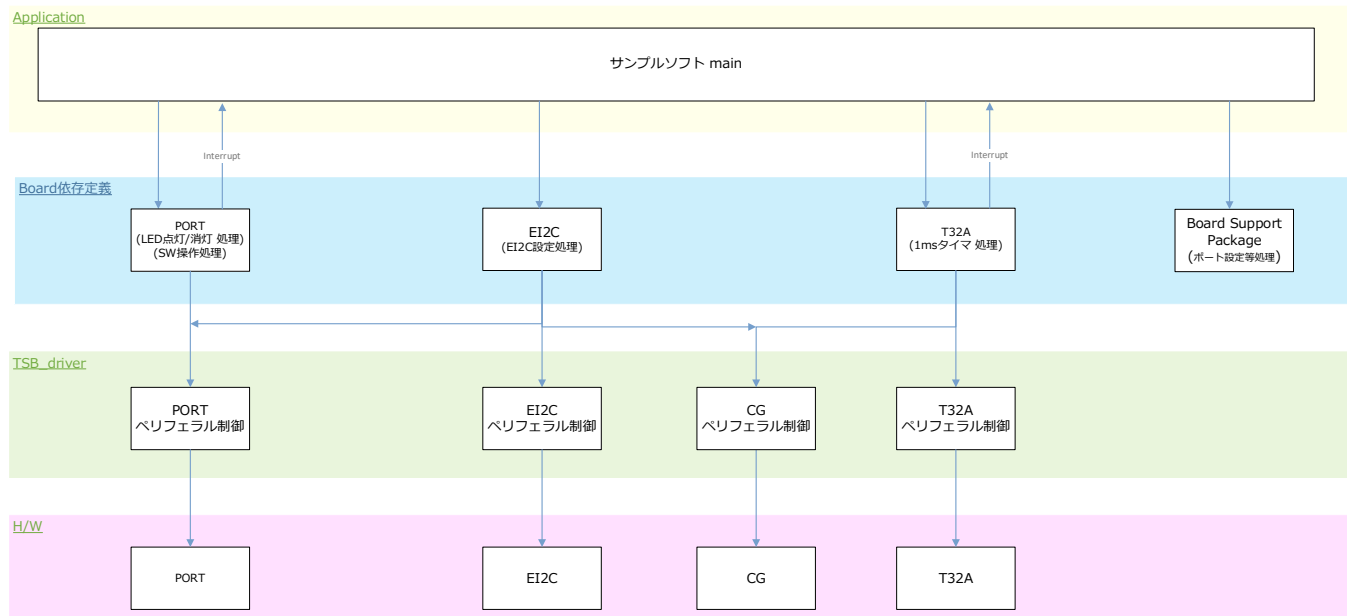 Application
サンプルソフト main
Interrupt
Interrupt
Board依存定義
PORT
(LED点灯/消灯 処理)
(SW操作処理)
EI2C
(EI2C設定処理)
T32A
(1msタイマ 処理)
Board Support
Package
(ポート設定等処理)
TSB_driver
PORT
ペリフェラル制御
EI2C
ペリフェラル制御
CG
ペリフェラル制御
T32A
ペリフェラル制御
H/W
PORT
EI2C
CG
T32A